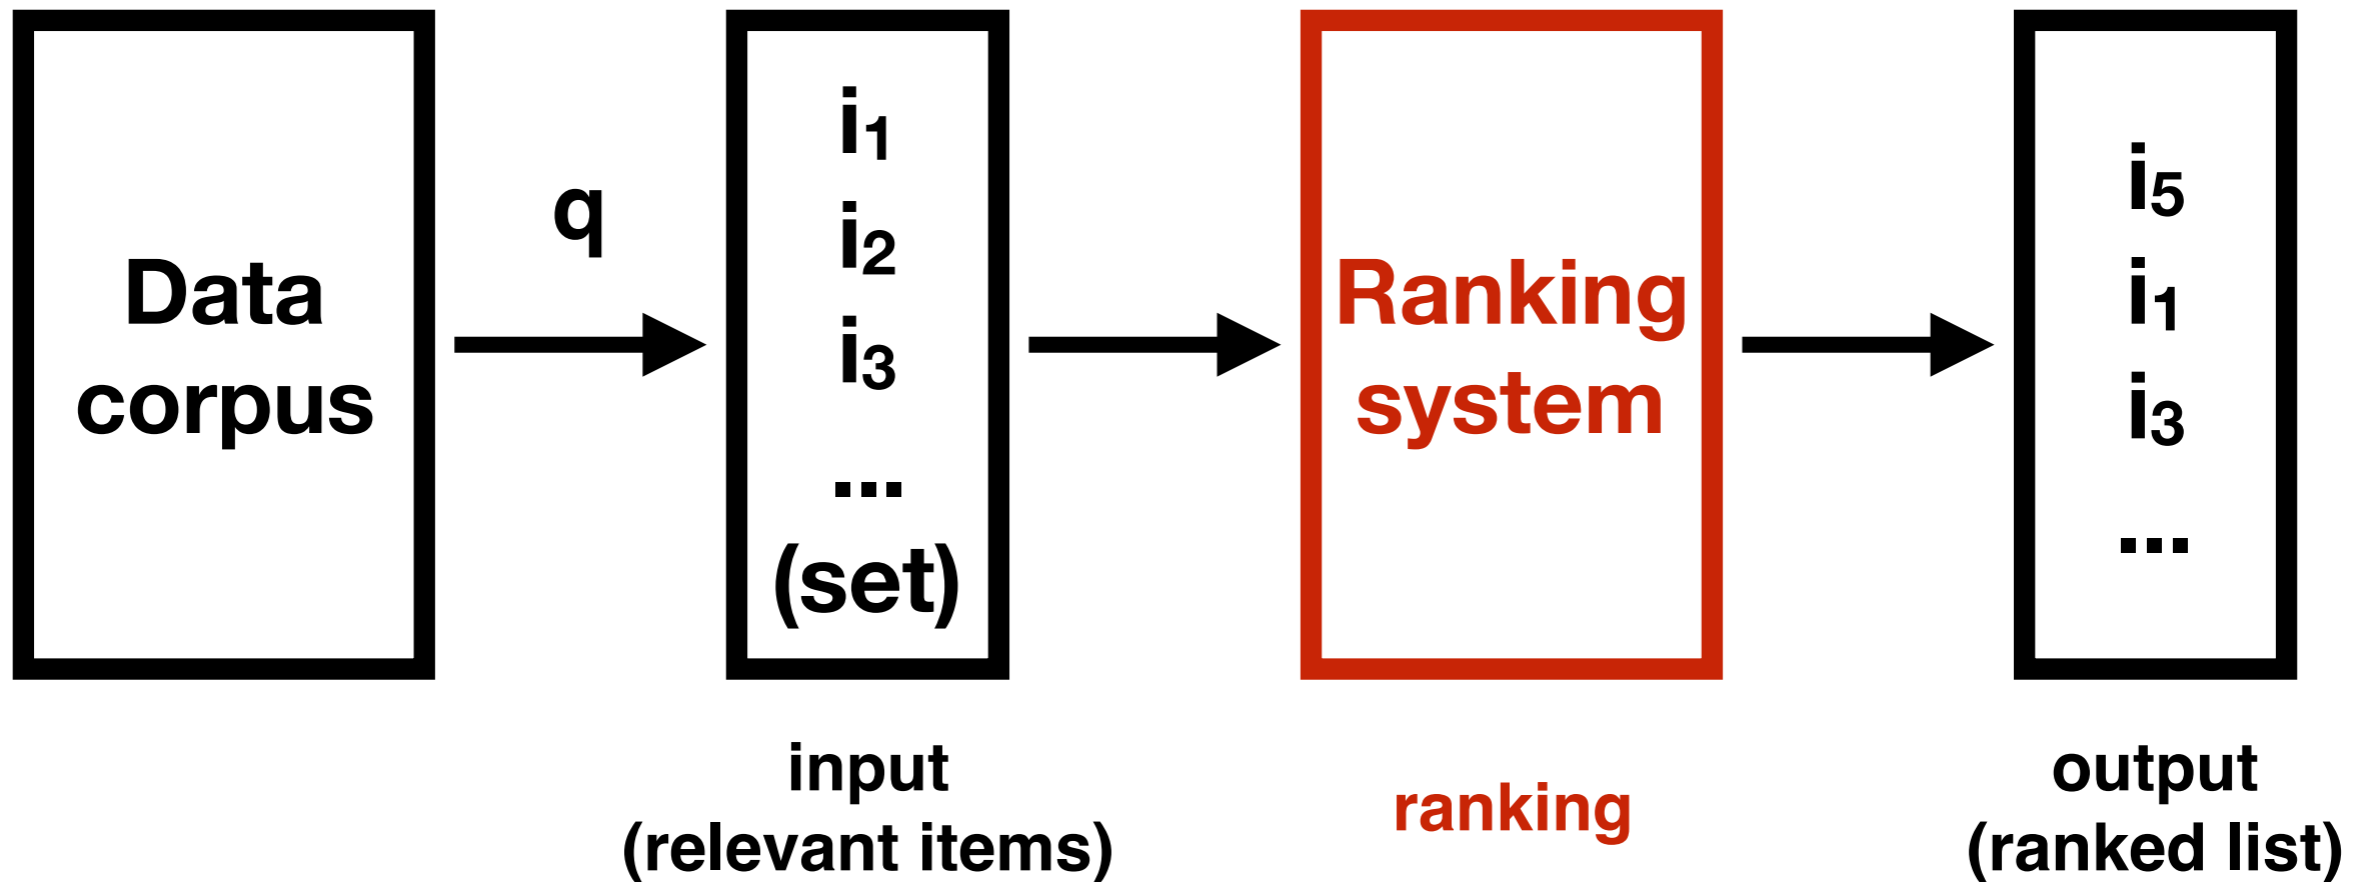 Data
corpus
q
i₁
i₂
i₃
...
(set)
input
(relevant items)
Ranking
system
ranking
i₅
i₁
i₃
...
output
(ranked list)